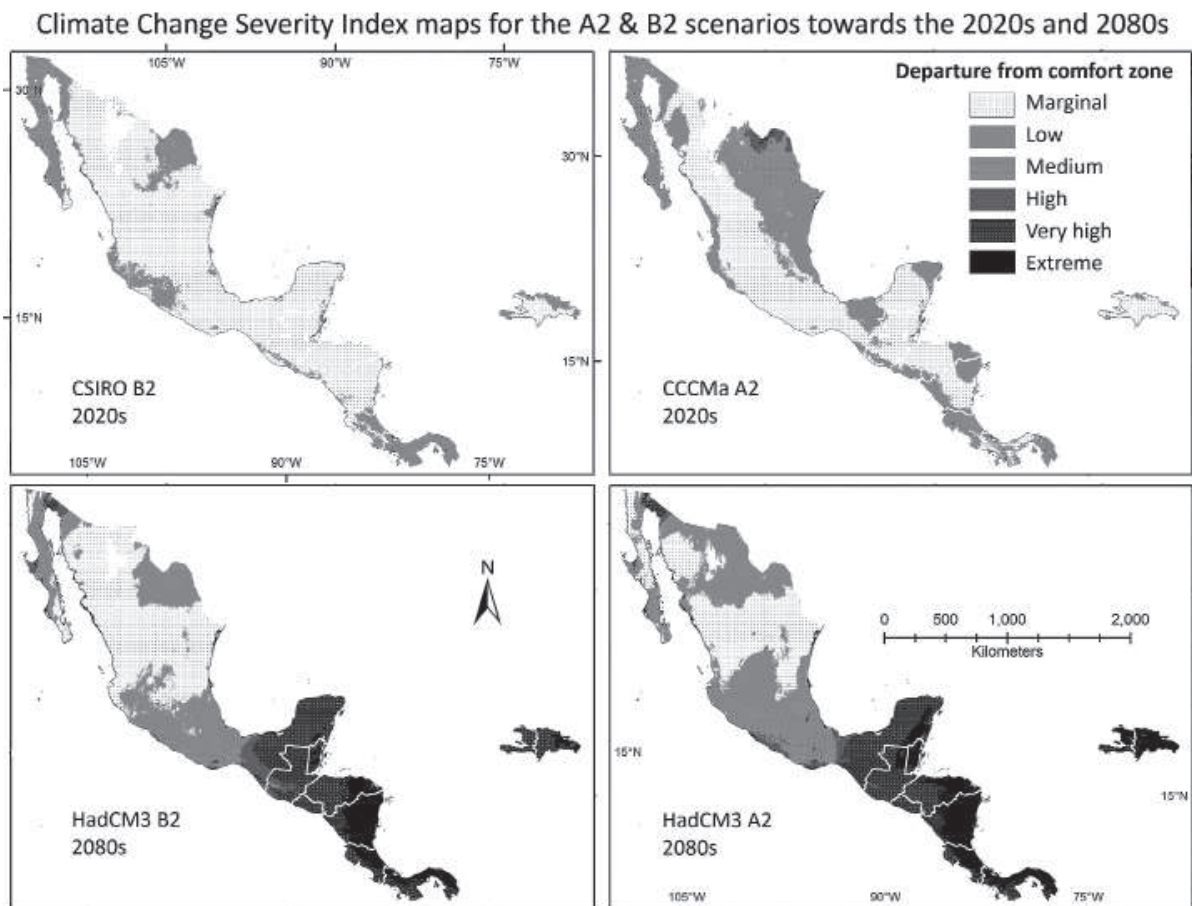 Climate Change Severity Index maps for the A2 & B2 scenarios towards the 2020s and 2080s
105°W 90°W 75°W
30°N
15°N
CSIRO B2
2020s
105°W 90°W 75°W
Departure from comfort zone
Marginal
Low
Medium
High
Very high
Extreme
30°N
15°N
CCCMa A2
2020s
N
HadCM3 B2
2080s
0 500 1,000 2,000
Kilometers
15°N
15°N
HadCM3 A2
2080s
105°W 90°W 75°W